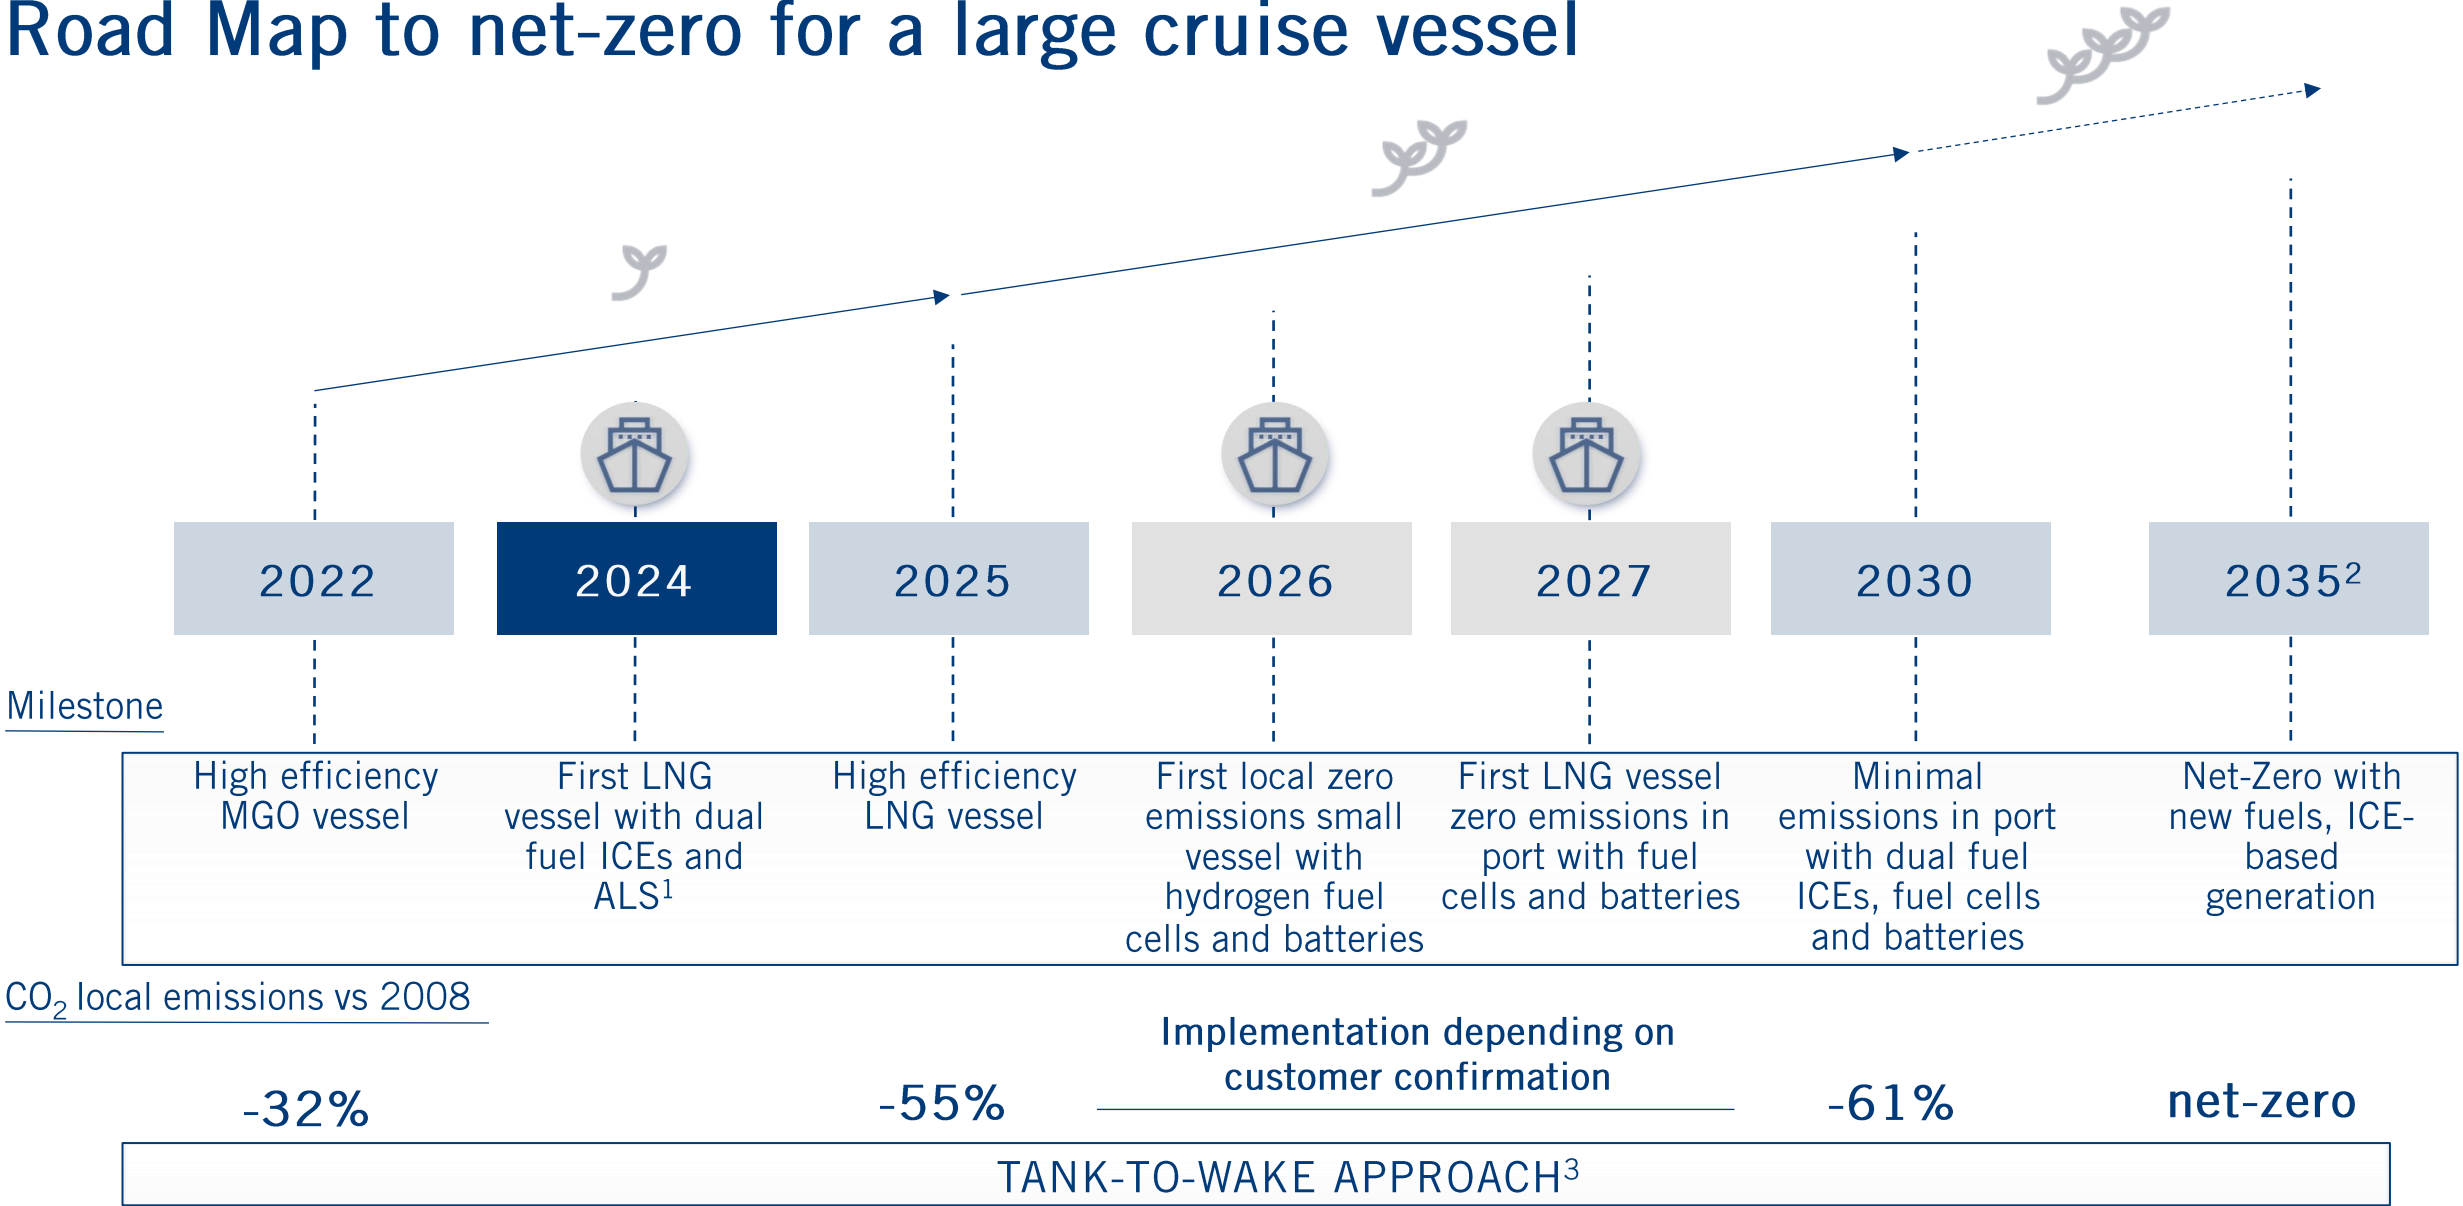 Road Map to net-zero for a large cruise vessel
2022
2024
2025
2026
2027
2030
2035²
Milestone
High efficiency
MGO vessel
First LNG
vessel with dual
fuel ICEs and
ALS¹
High efficiency
LNG vessel
First local zero
emissions small
vessel with
hydrogen fuel
cells and batteries
First LNG vessel
zero emissions in
port with fuel
cells and batteries
Minimal
emissions in port
with dual fuel
ICEs, fuel cells
and batteries
Net-Zero with
new fuels, ICE-
based
generation
CO₂ local emissions vs 2008
-32%
-55%
Implementation depending on
customer confirmation
-61%
net-zero
TANK-TO-WAKE APPROACH³